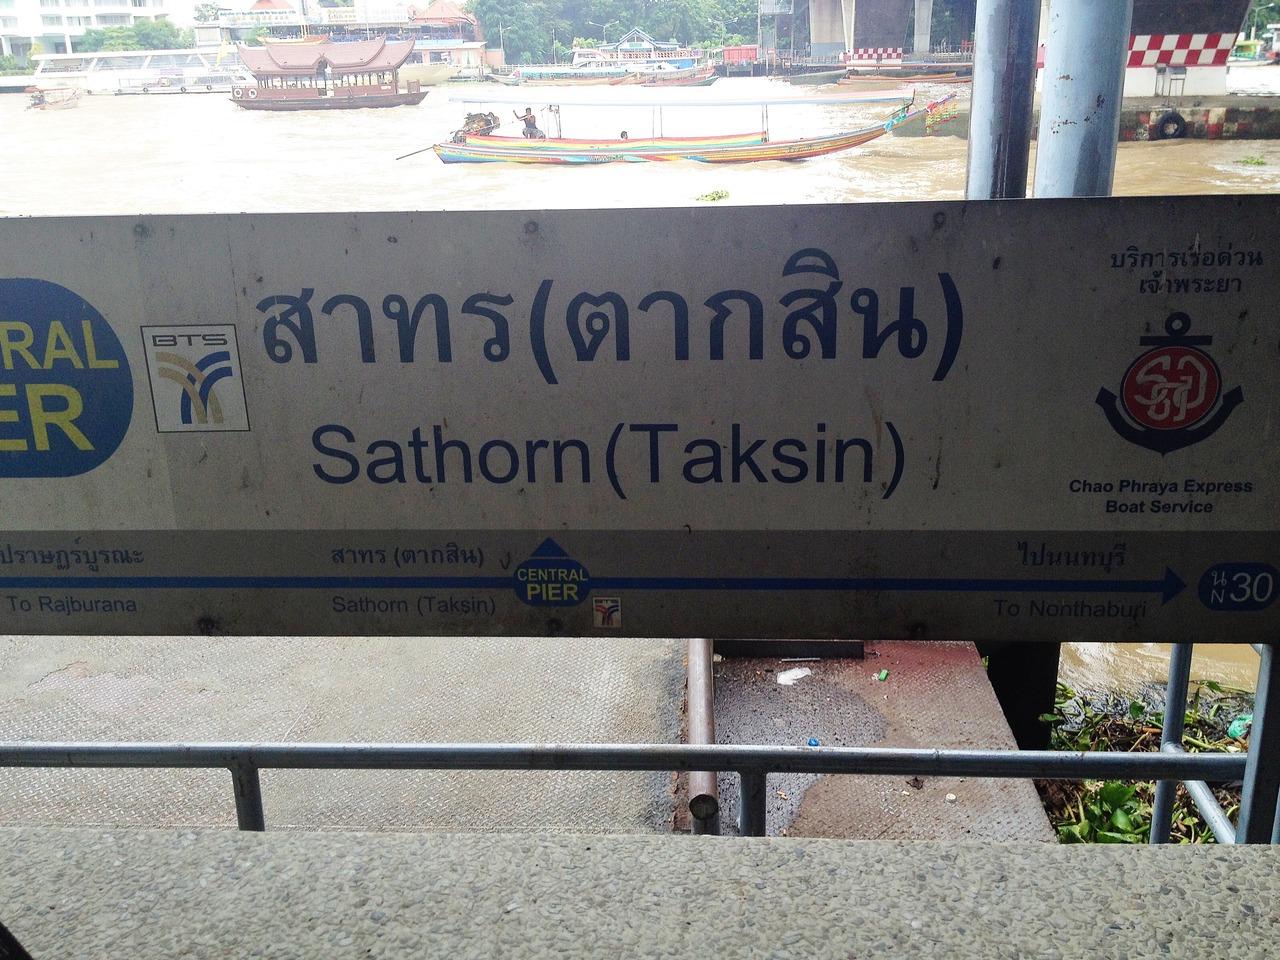 RAL
ER
BTS
สาทร(ตากสิน)
Sathorn(Taksin)
บริการเรือด่วน
เจ้าพระยา
Chao Phraya Express
Boat Service
ปราษฎร์บูรณะ
To Rajburana
สาทร (ตากสิน)
Sathorn (Taksin)
CENTRAL
PIER
ไปนนทบุรี
To Nonthaburi
น
N 30